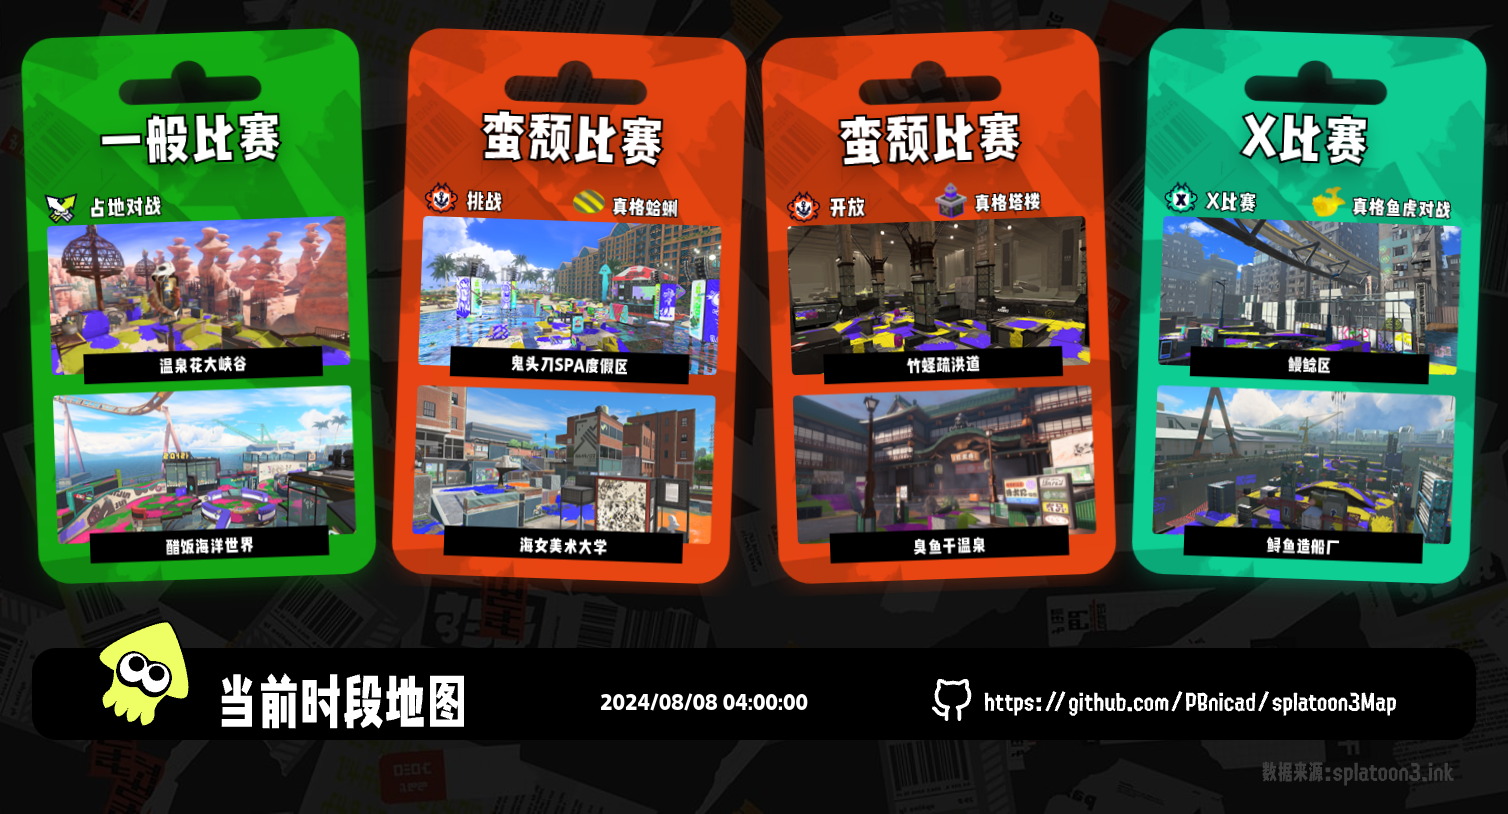 一般比赛
占地对战
温泉花大峡谷
醋饭海洋世界
蛮颓比赛
挑战
真格蛤蜊
鬼头刀SPA度假区
海女美术大学
蛮颓比赛
开放
真格塔楼
竹蛏疏洪道
臭鱼干温泉
X比赛
X比赛
真格鱼虎对战
鳗鲶区
鲟鱼造船厂
当前时段地图
2024/08/08 04:00:00
https://github.com/PBnicad/splatoon3Map
数据来源:splatoon3.ink